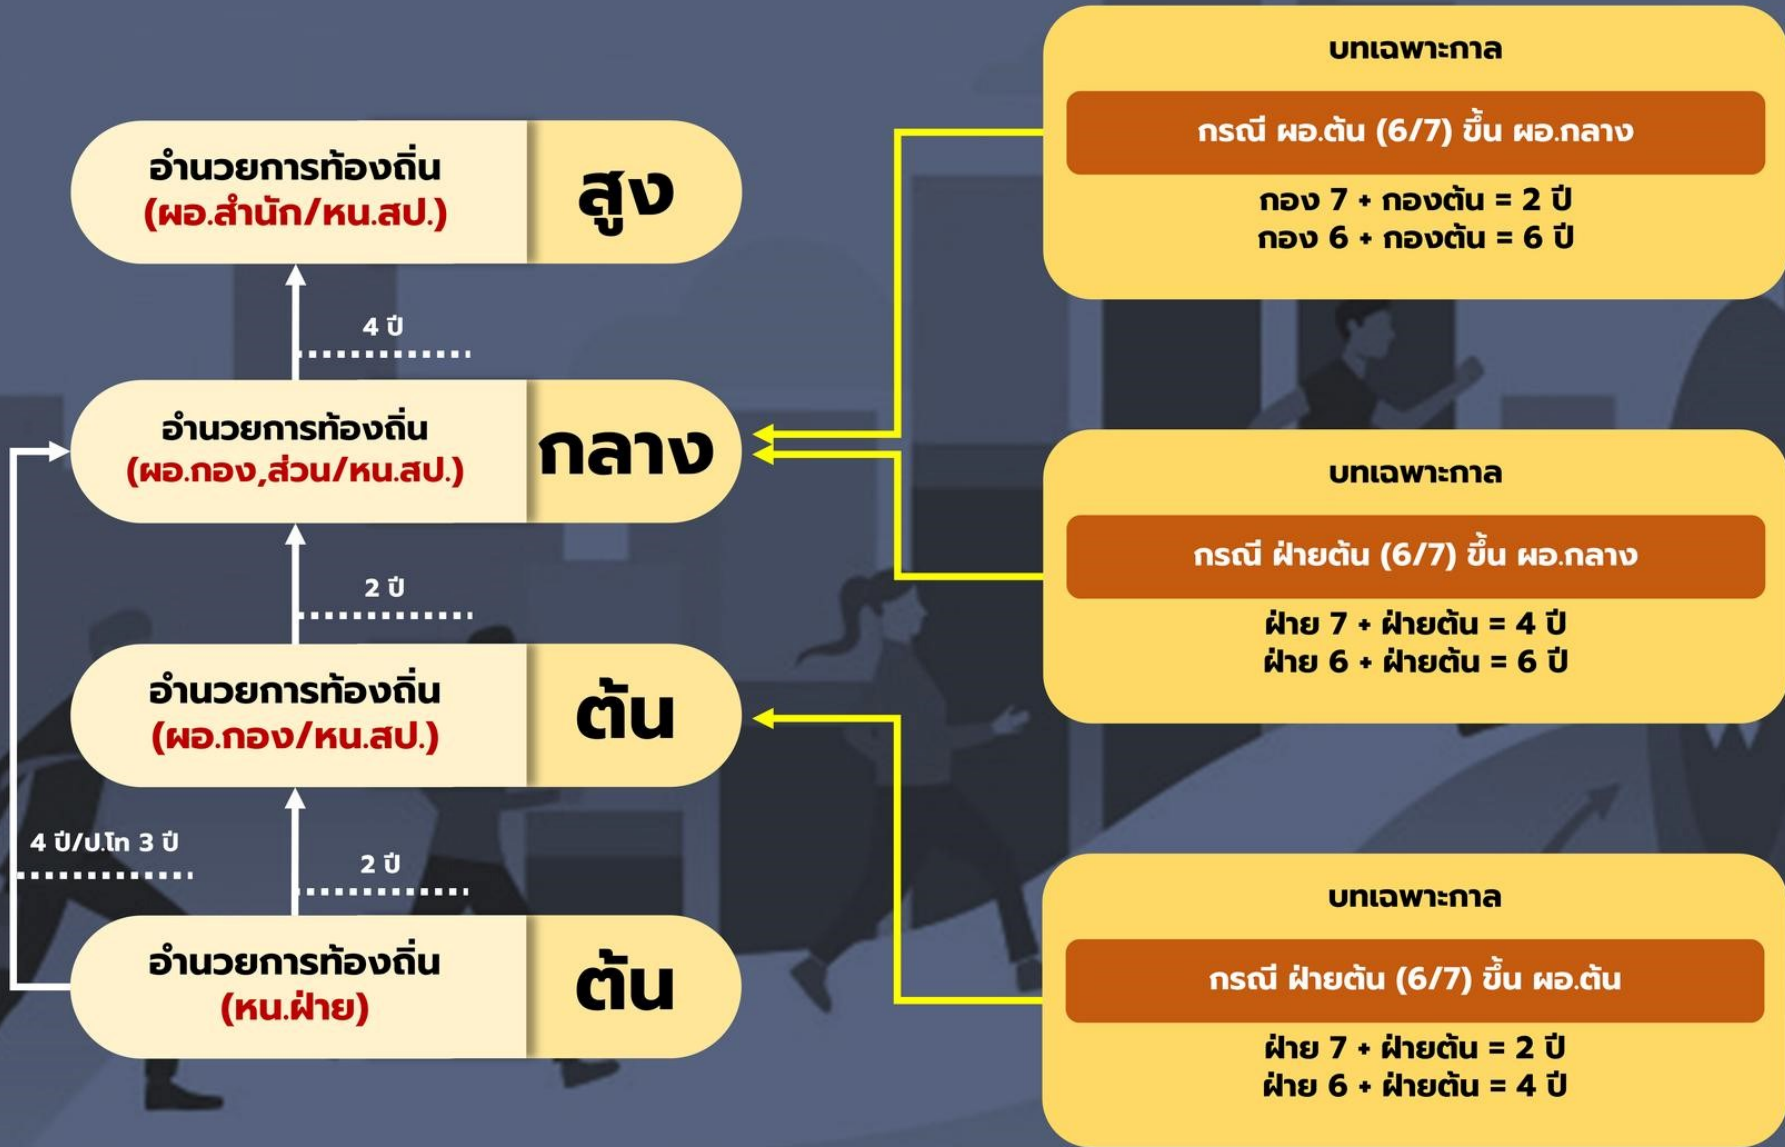 อำนวยการท้องถิ่น
(ผอ.สำนัก/หน.สป.)
สูง
4 ปี
อำนวยการท้องถิ่น
(ผอ.กอง,ส่วน/หน.สป.)
กลาง
2 ปี
อำนวยการท้องถิ่น
(ผอ.กอง/หน.สป.)
ต้น
4 ปี/ป.โท 3 ปี
2 ปี
อำนวยการท้องถิ่น
(หน.ฝ่าย)
ต้น
บทเฉพาะกาล
กรณี ผอ.ต้น (6/7) ขึ้น ผอ.กลาง
กอง 7 + กองต้น = 2 ปี
กอง 6 + กองต้น = 6 ปี
บทเฉพาะกาล
กรณี ฝ่ายต้น (6/7) ขึ้น ผอ.กลาง
ฝ่าย 7 + ฝ่ายต้น = 4 ปี
ฝ่าย 6 + ฝ่ายต้น = 6 ปี
บทเฉพาะกาล
กรณี ฝ่ายต้น (6/7) ขึ้น ผอ.ต้น
ฝ่าย 7 + ฝ่ายต้น = 2 ปี
ฝ่าย 6 + ฝ่ายต้น = 4 ปี